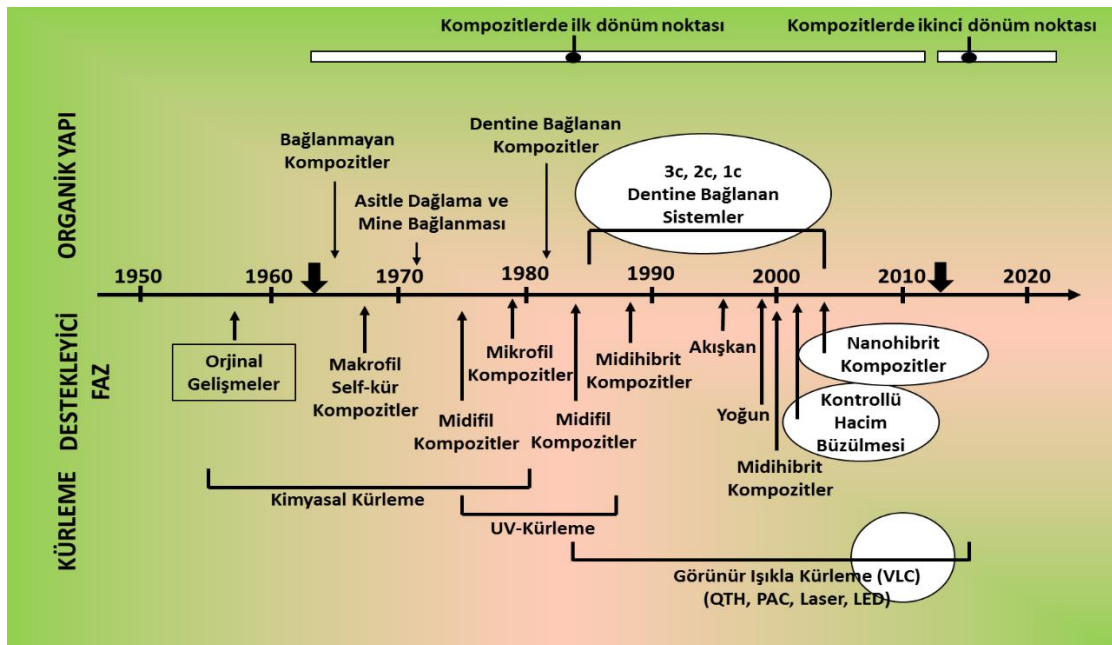 Kompozitlerde ilk dönüm noktası
Kompozitlerde ikinci dönüm noktası
ORGANİK YAPI
Bağlanmayan
Kompozitler
Asitle Dağlama ve
Mine Bağlanması
Dentine Bağlanan
Kompozitler
3c, 2c, 1c
Dentine Bağlanan
Sistemler
1950 1960 1970 1980 1990 2000 2010 2020
DESTEKLEYİCİ
FAZ
Orjinal
Gelişmeler
Makrofil
Self-kür
Kompozitler
Midifil
Kompozitler
Mikrofil
Kompozitler
Midifil
Kompozitler
Midihibrit
Kompozitler
Akışkan
Yoğun
Midihibrit
Kompozitler
Nanohibrit
Kompozitler
Kontrollü
Hacim
Büzülmesi
KÜRLEME
Kimyasal Kürleme
UV-Kürleme
Görünür Işıkla Kürleme (VLC)
(QTH, PAC, Laser, LED)